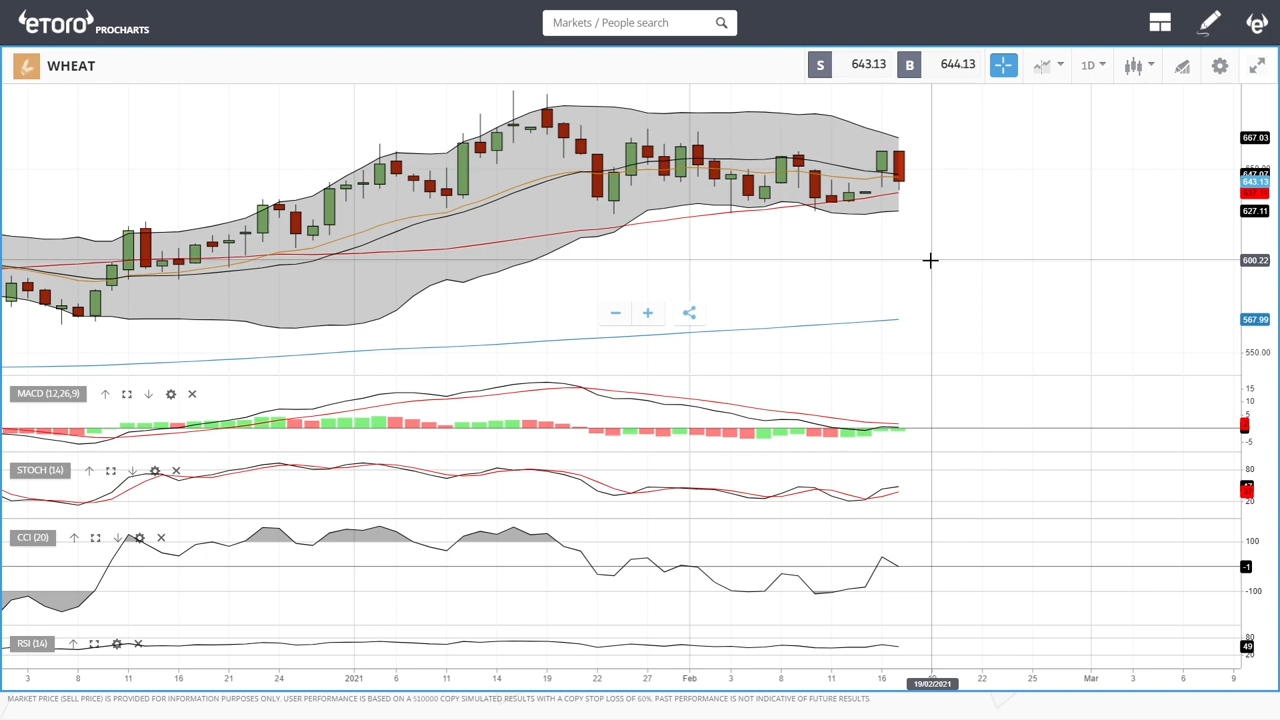 eToro PROCHARTS
Markets / People search
WHEAT
S 643.13 B 644.13
1D
667.03
643.13
627.11
600.22
567.99
550.00
MACD (12,26,9)
15
10
5
-5
STOCH (14)
80
20
CCI (20)
100
-1
-100
RSI (14)
80
49
20
3 8 11 16 21 24 2021 6 11 14 19 22 27 Feb 3 8 11 16 22 25 Mar 3 6 9
19/02/2021
MARKET PRICE (SELL PRICE) IS PROVIDED FOR INFORMATION PURPOSES ONLY. USER PERFORMANCE IS BASED ON A $10000 COPY SIMULATED RESULTS WITH A COPY STOP LOSS OF 60%. PAST PERFORMANCE IS NOT INDICATIVE OF FUTURE RESULTS.